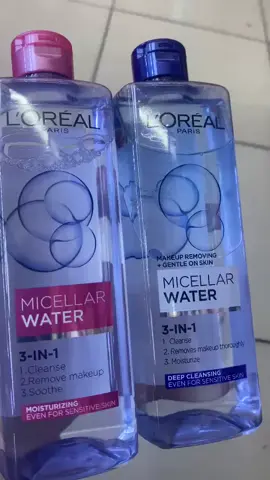 L'ORÉAL
PARIS
MICELLAR
WATER
3-IN-1
1. Cleanse
2. Remove makeup
3. Soothe
MOISTURIZING
EVEN FOR SENSITIVE SKIN
L'ORÉAL
PARIS
MAKEUP REMOVING
+ GENTLE ON SKIN
MICELLAR
WATER
3-IN-1
1. Cleanse
2. Removes makeup thoroughly
3. Moisturize
DEEP CLEANSING
EVEN FOR SENSITIVE SKIN